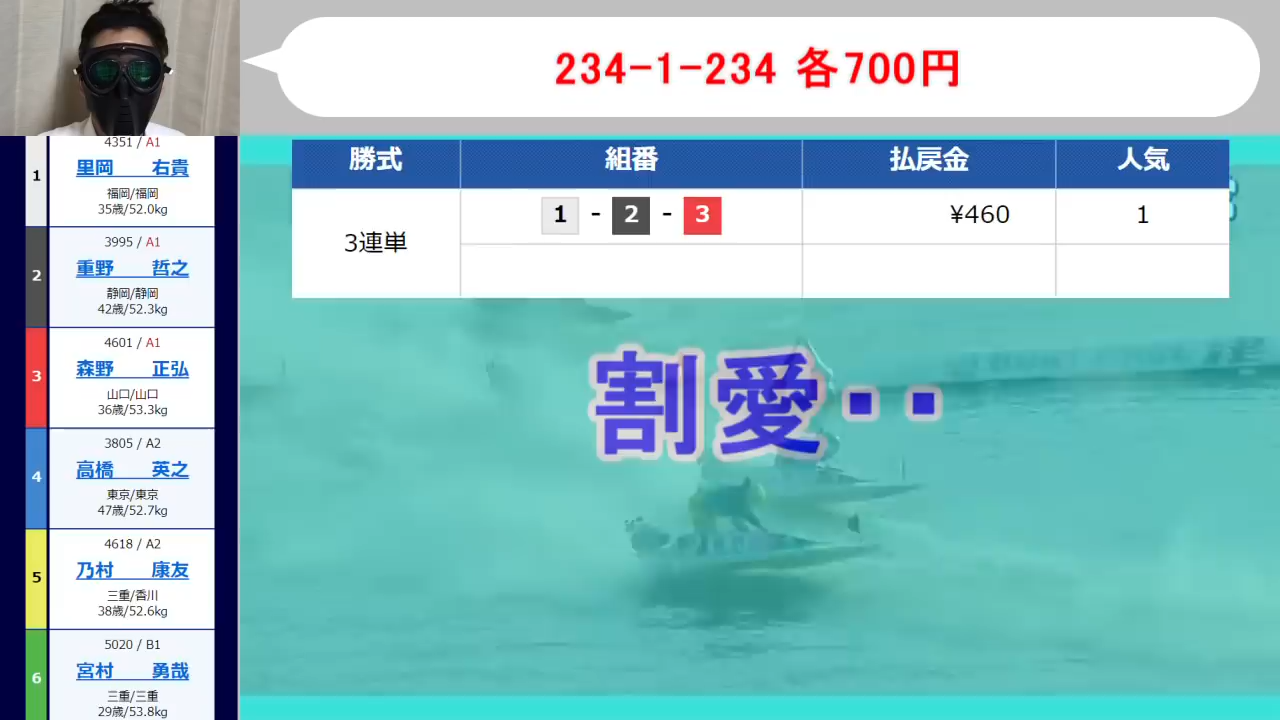 234-1-234 各700円
勝式 組番 払戻金 人気
3連単 1 - 2 - 3 ¥460 1
割愛‥
1
4351 / A1
里岡 右貴
福岡/福岡
35歳/52.0kg
2
3995 / A1
重野 哲之
静岡/静岡
42歳/52.3kg
3
4601 / A1
森野 正弘
山口/山口
36歳/53.3kg
4
3805 / A2
高橋 英之
東京/東京
47歳/52.7kg
5
4618 / A2
乃村 康友
三重/香川
38歳/52.6kg
6
5020 / B1
宮村 勇哉
三重/三重
29歳/53.8kg